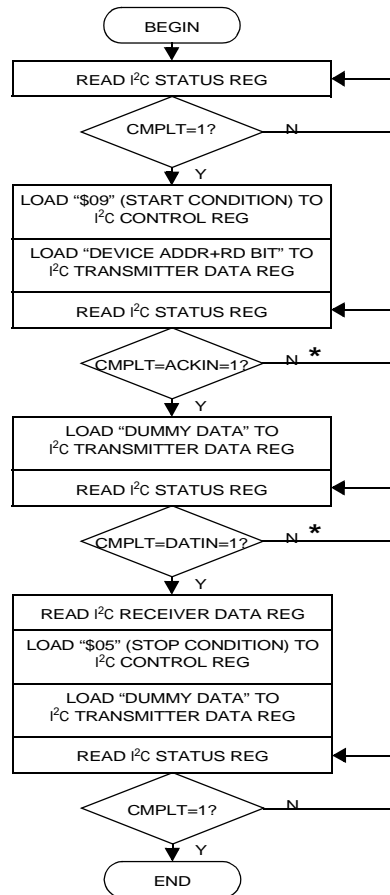 BEGIN
READ I²C STATUS REG
CMPLT=1?
N
Y
LOAD “$09” (START CONDITION) TO
I²C CONTROL REG
LOAD “DEVICE ADDR+RD BIT” TO
I²C TRANSMITTER DATA REG
READ I²C STATUS REG
CMPLT=ACKIN=1?
N *
Y
LOAD “DUMMY DATA” TO
I²C TRANSMITTER DATA REG
READ I²C STATUS REG
CMPLT=DATIN=1?
N *
Y
READ I²C RECEIVER DATA REG
LOAD “$05” (STOP CONDITION) TO
I²C CONTROL REG
LOAD “DUMMY DATA” TO
I²C TRANSMITTER DATA REG
READ I²C STATUS REG
CMPLT=1?
N
Y
END